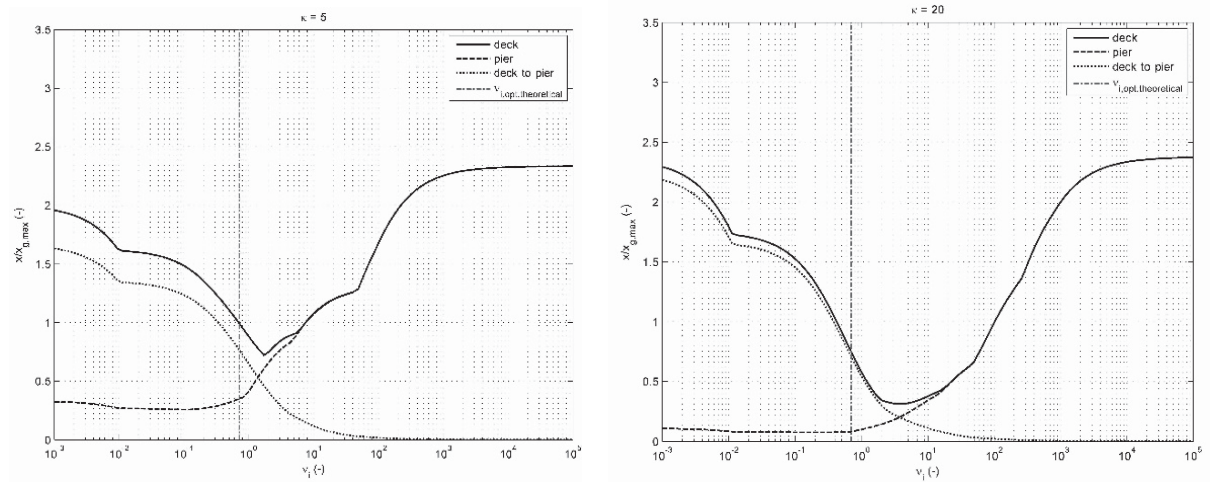 κ = 5
3.5
3
2.5
2
1.5
1
0.5
0
x/x_g.max (-)
10^-3
10^-2
10^-1
10^0
10^1
10^2
10^3
10^4
10^5
ν_i (-)
deck
pier
deck to pier
ν_i,opt.theoretical
κ = 20
3.5
3
2.5
2
1.5
1
0.5
0
x/x_g.max (-)
10^-3
10^-2
10^-1
10^0
10^1
10^2
10^3
10^4
10^5
ν_i (-)
deck
pier
deck to pier
ν_i,opt.theoretical